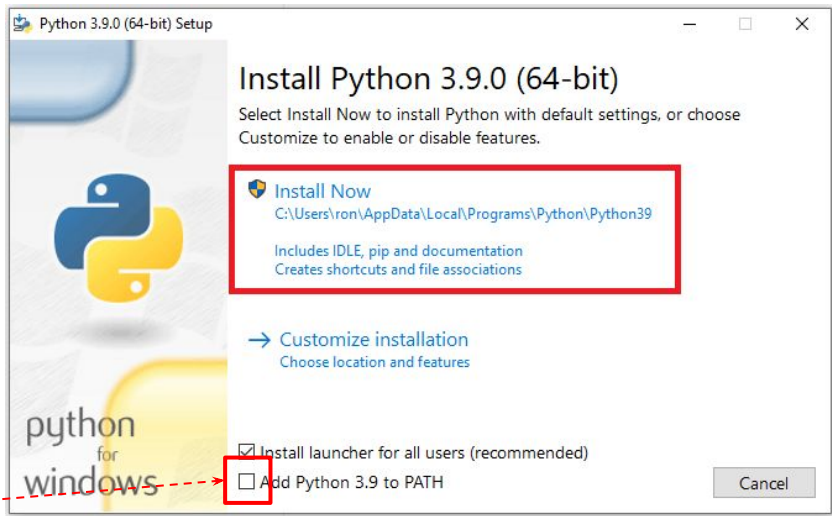 Python 3.9.0 (64-bit) Setup
Install Python 3.9.0 (64-bit)
Select Install Now to install Python with default settings, or choose
Customize to enable or disable features.
Install Now
C:\Users\ron\AppData\Local\Programs\Python\Python39
Includes IDLE, pip and documentation
Creates shortcuts and file associations
Customize installation
Choose location and features
python
for
windows
Install launcher for all users (recommended)
Add Python 3.9 to PATH
Cancel